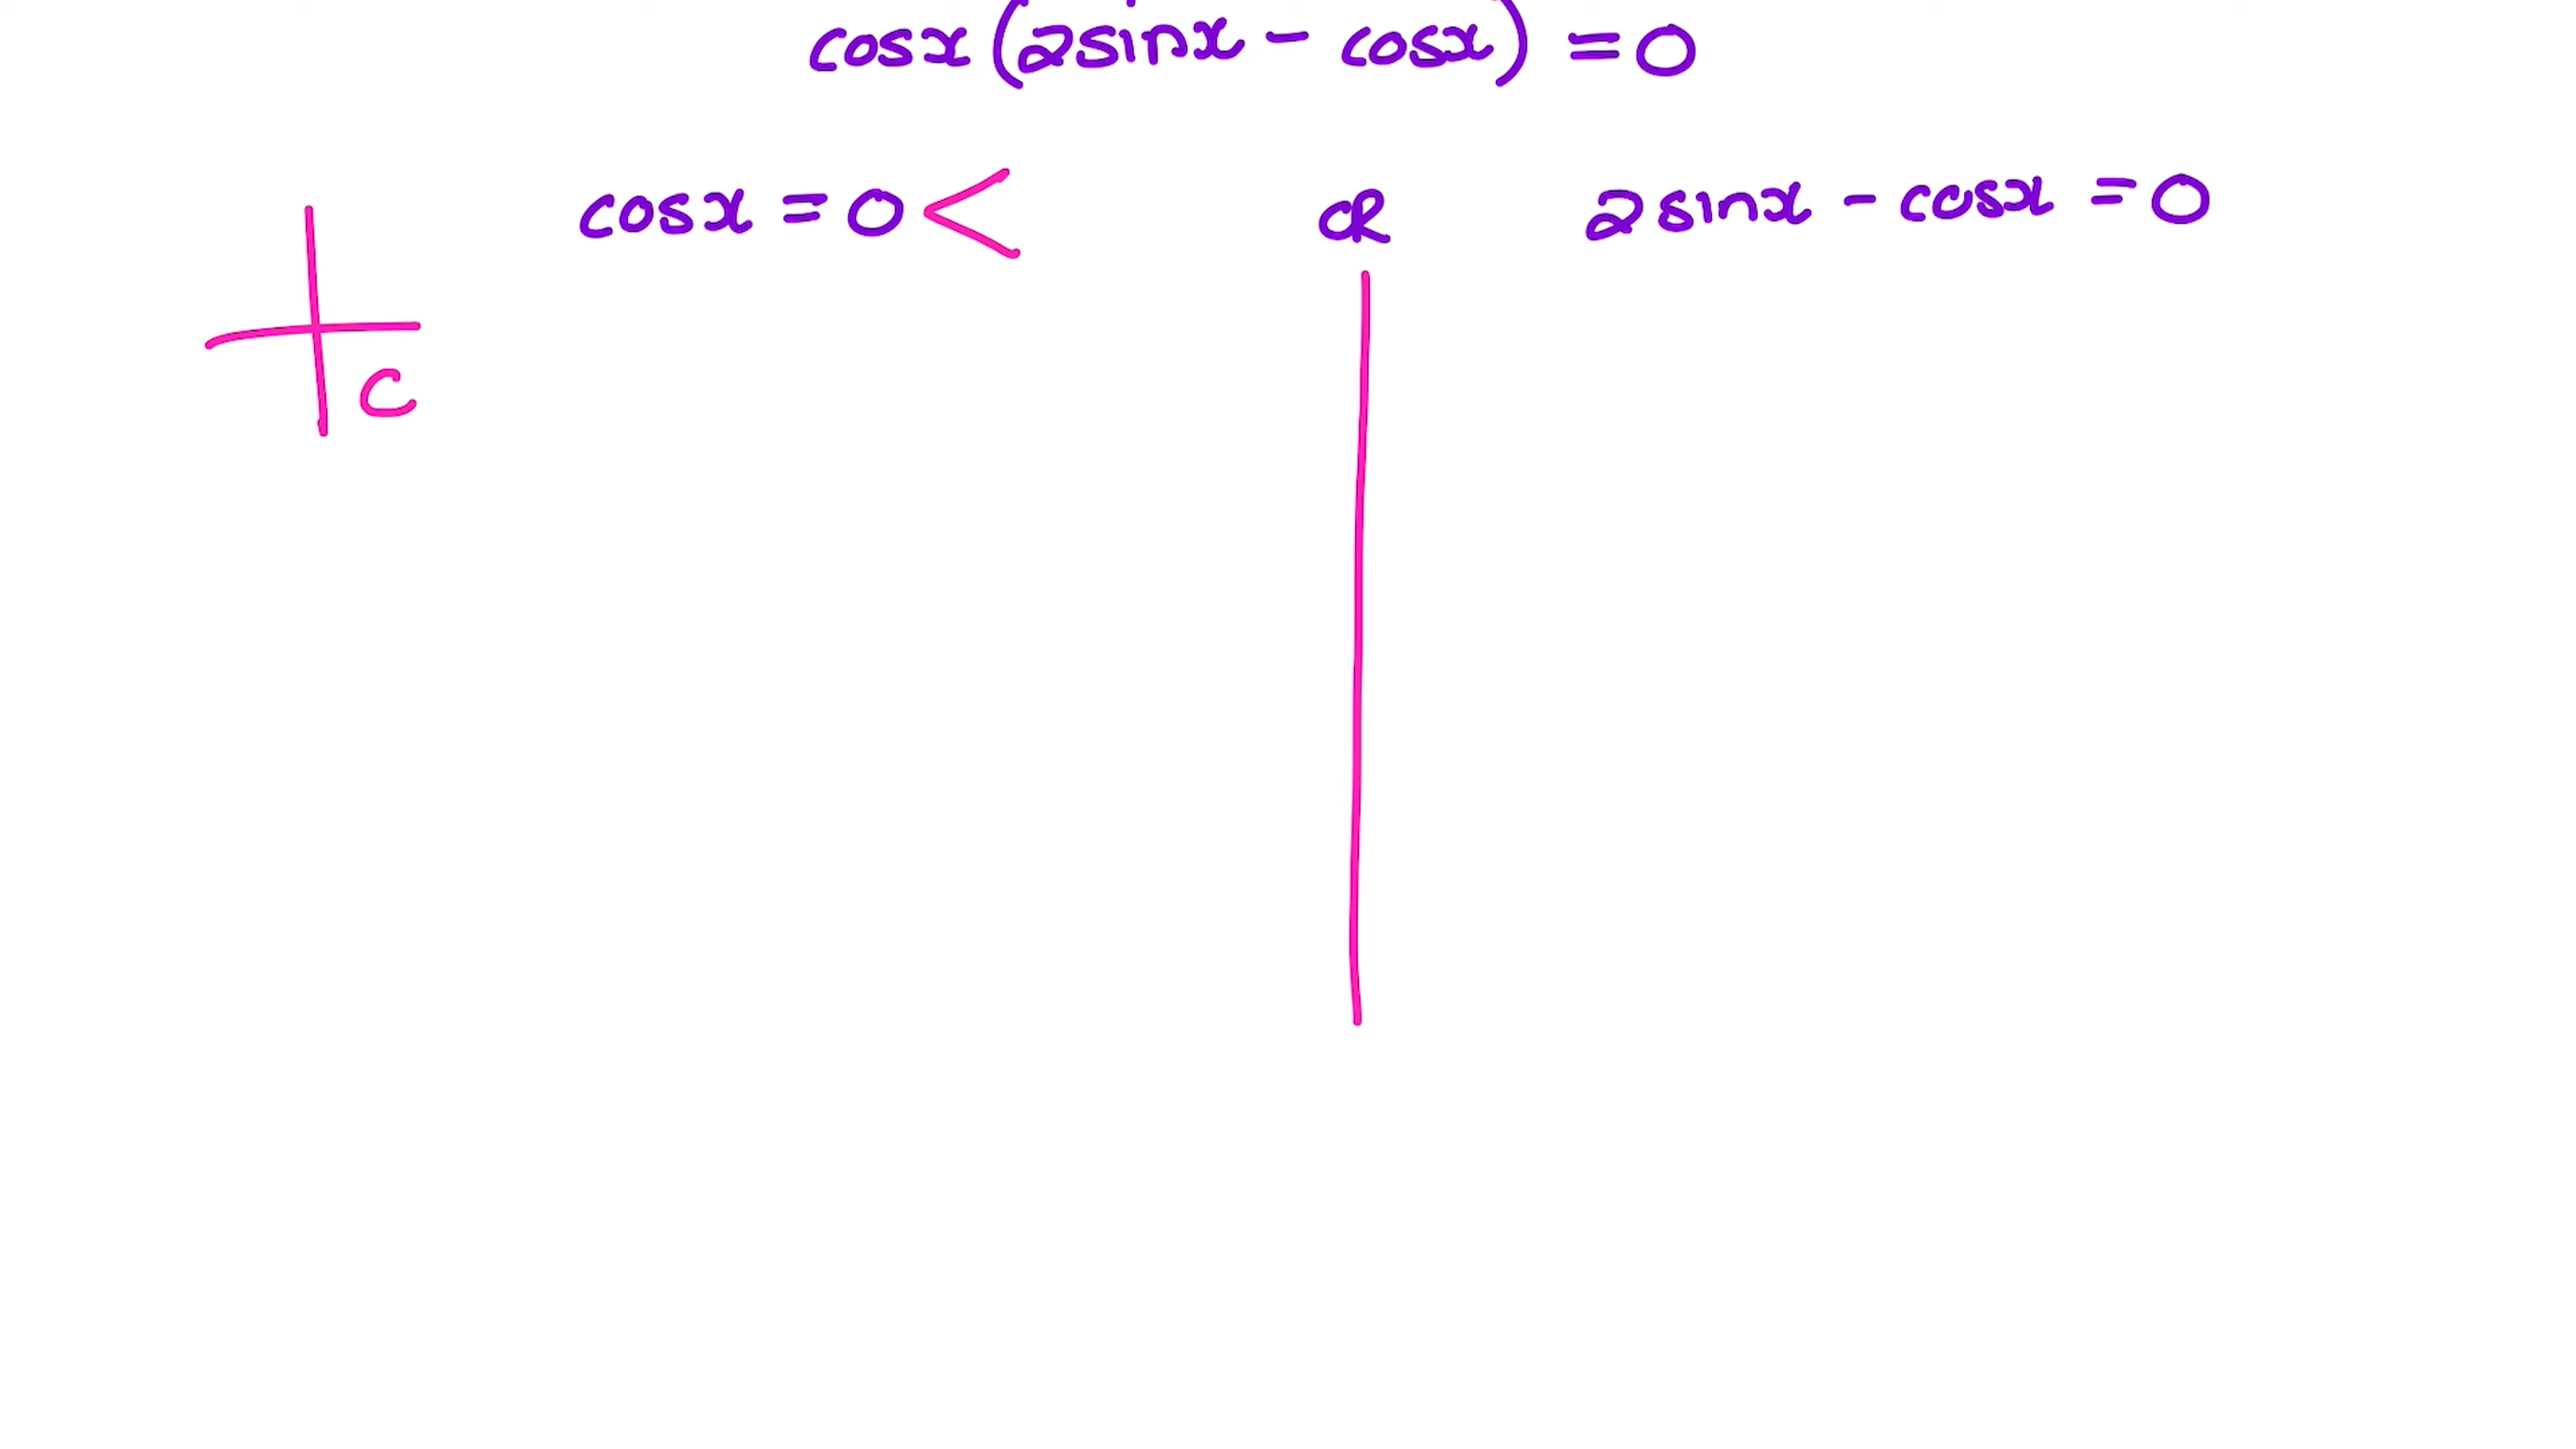 cosx(2sinx - cosx) = 0
cosx = 0 < OR 2sinx - cosx = 0
C